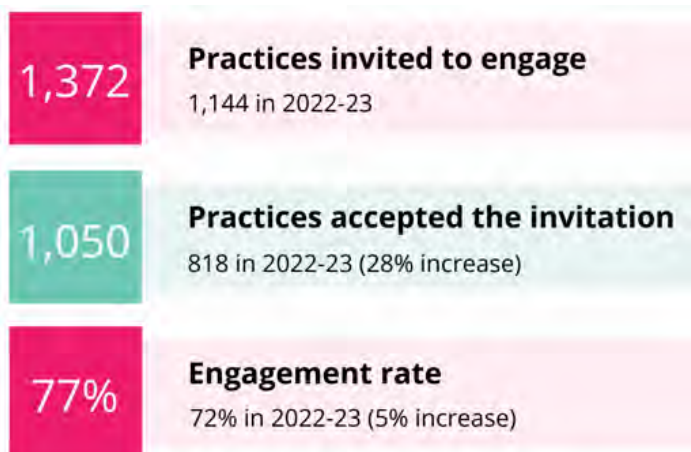 1,372
Practices invited to engage
1,144 in 2022-23
1,050
Practices accepted the invitation
818 in 2022-23 (28% increase)
77%
Engagement rate
72% in 2022-23 (5% increase)